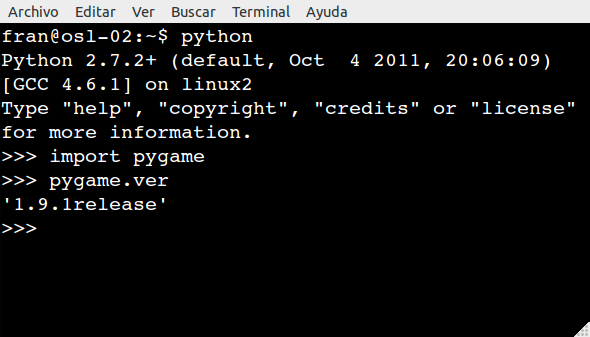 Archivo Editar Ver Buscar Terminal Ayuda
fran@osl-02:~$ python
Python 2.7.2+ (default, Oct  4 2011, 20:06:09)
[GCC 4.6.1] on linux2
Type "help", "copyright", "credits" or "license"
for more information.
>>> import pygame
>>> pygame.ver
'1.9.1release'
>>>